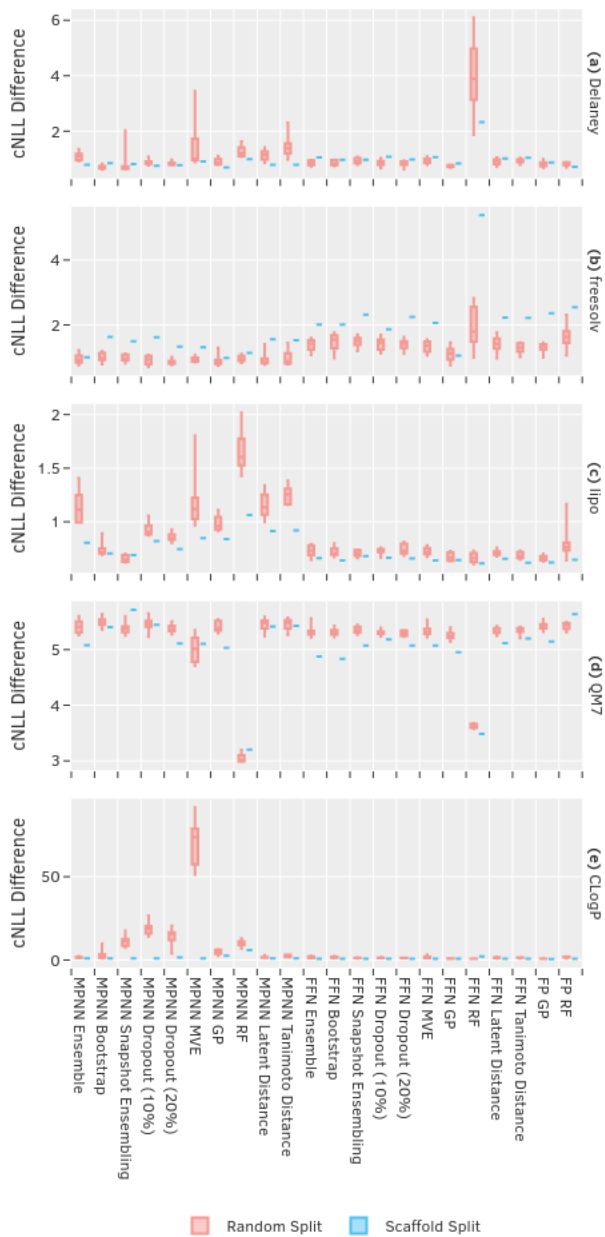 6
4
2
cNLL Difference
(a) Delaney
4
2
cNLL Difference
(b) freesolv
2
1.5
1
cNLL Difference
(c) lipo
5
4
3
cNLL Difference
(d) QM7
50
0
cNLL Difference
(e) CLogP
MPNN Ensemble
MPNN Bootstrap
MPNN Snapshot Ensembling
MPNN Dropout (10%)
MPNN Dropout (20%)
MPNN MVE
MPNN GP
MPNN RF
MPNN Latent Distance
MPNN Tanimoto Distance
FFN Ensemble
FFN Bootstrap
FFN Snapshot Ensembling
FFN Dropout (10%)
FFN Dropout (20%)
FFN MVE
FFN GP
FFN RF
FFN Latent Distance
FFN Tanimoto Distance
FP GP
FP RF
Random Split
Scaffold Split